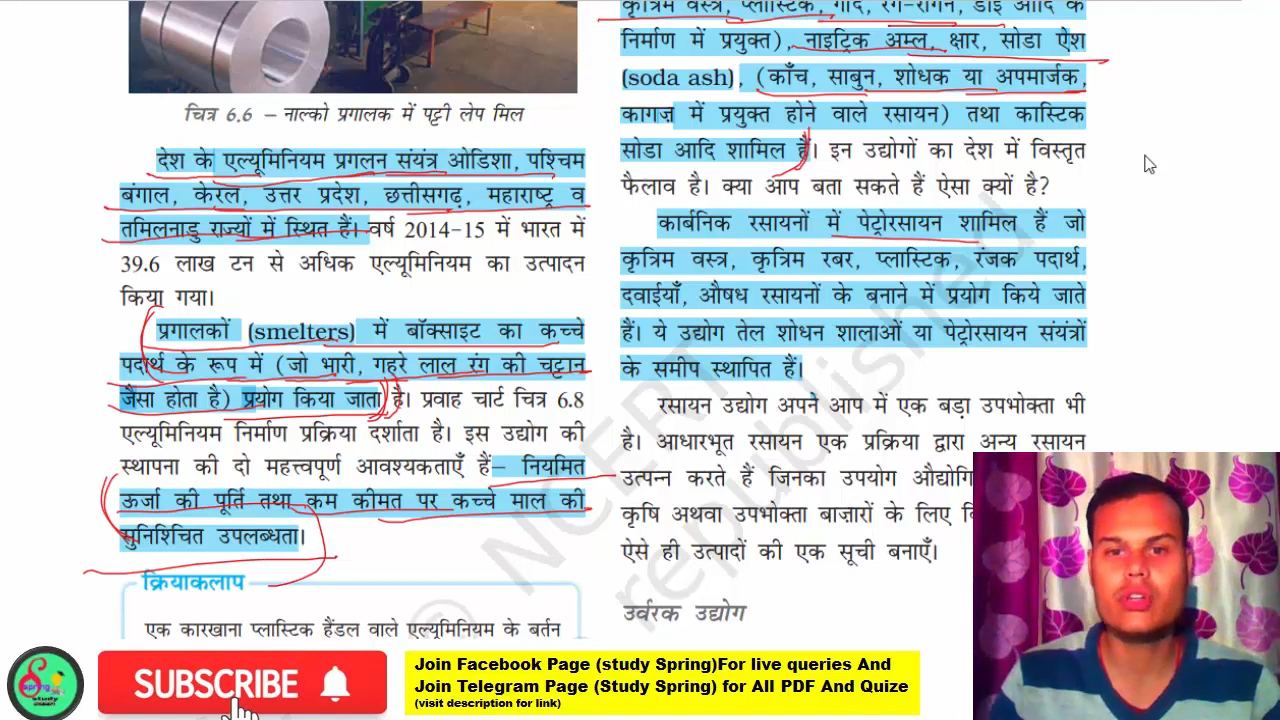 चित्र 6.6 – नाल्को प्रगालक में पट्टी लेप मिल
देश के एल्यूमिनियम प्रगलन संयंत्र ओडिशा, पश्चिम
बंगाल, केरल, उत्तर प्रदेश, छत्तीसगढ़, महाराष्ट्र व
तमिलनाडु राज्यों में स्थित हैं। वर्ष 2014-15 में भारत में
39.6 लाख टन से अधिक एल्यूमिनियम का उत्पादन
किया गया।
प्रगालकों (smelters) में बॉक्साइट का कच्चे
पदार्थ के रूप में (जो भारी, गहरे लाल रंग की चट्टान
जैसा होता है) प्रयोग किया जाता है। प्रवाह चार्ट चित्र 6.8
एल्यूमिनियम निर्माण प्रक्रिया दर्शाता है। इस उद्योग की
स्थापना की दो महत्त्वपूर्ण आवश्यकताएँ हैं– नियमित
ऊर्जा की पूर्ति तथा कम कीमत पर कच्चे माल की
सुनिश्चित उपलब्धता।
क्रियाकलाप
एक कारखाना प्लास्टिक हैंडल वाले एल्यूमिनियम के बर्तन
कृत्रिम वस्त्र, प्लास्टिक, गोंद, रंग-रोगन, डाई आदि के
निर्माण में प्रयुक्त), नाइट्रिक अम्ल, क्षार, सोडा ऐश
(soda ash), (काँच, साबुन, शोधक या अपमार्जक,
कागज़ में प्रयुक्त होने वाले रसायन) तथा कास्टिक
सोडा आदि शामिल हैं। इन उद्योगों का देश में विस्तृत
फैलाव है। क्या आप बता सकते हैं ऐसा क्यों है?
कार्बनिक रसायनों में पेट्रोरसायन शामिल हैं जो
कृत्रिम वस्त्र, कृत्रिम रबर, प्लास्टिक, रंजक पदार्थ,
दवाईयाँ, औषध रसायनों के बनाने में प्रयोग किये जाते
हैं। ये उद्योग तेल शोधन शालाओं या पेट्रोरसायन संयंत्रों
के समीप स्थापित हैं।
रसायन उद्योग अपने आप में एक बड़ा उपभोक्ता भी
है। आधारभूत रसायन एक प्रक्रिया द्वारा अन्य रसायन
उत्पन्न करते हैं जिनका उपयोग
कृषि अथवा उपभोक्ता बाज़ारों के लिए
ऐसे ही उत्पादों की एक सूची बनाएँ।
उर्वरक उद्योग
© NCERT
republished
SUBSCRIBE
Join Facebook Page (study Spring)For live queries And
Join Telegram Page (Study Spring) for All PDF And Quize
(visit description for link)